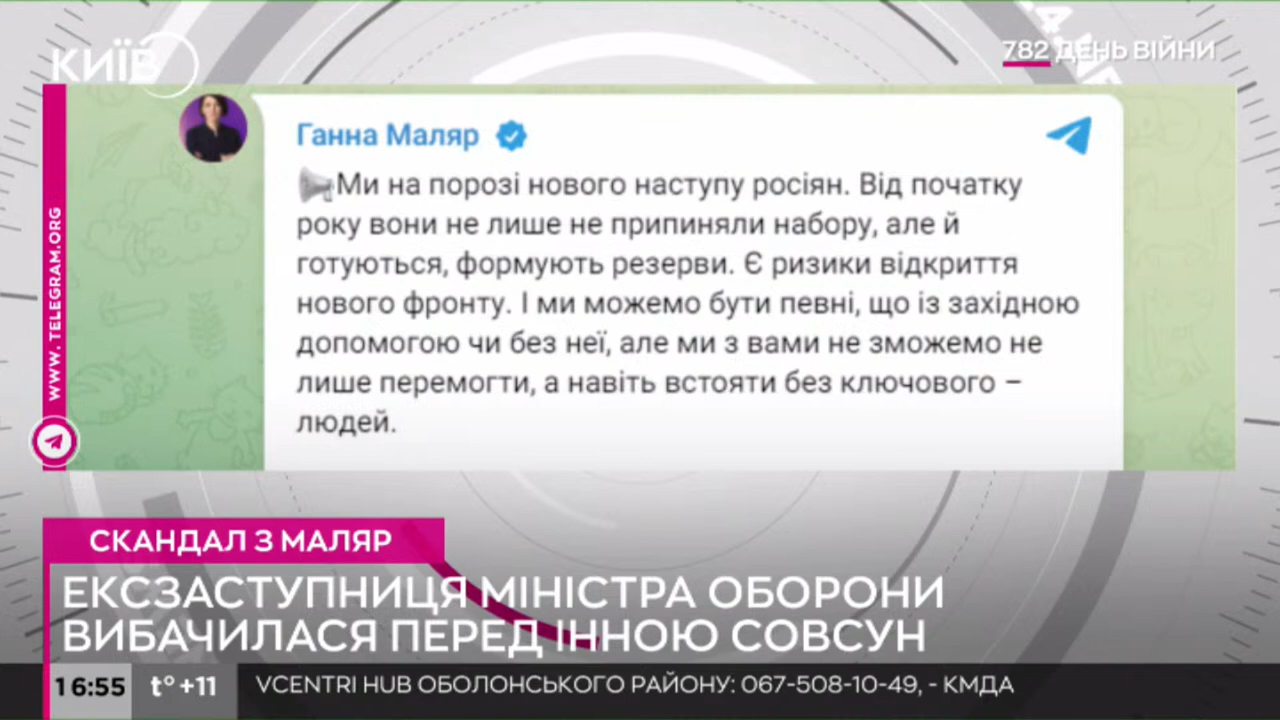 КИЇВ
782 ДЕНЬ ВІЙНИ
WWW. TELEGRAM.ORG
Ганна Маляр
Ми на порозі нового наступу росіян. Від початку
року вони не лише не припиняли набору, але й
готуються, формують резерви. Є ризики відкриття
нового фронту. І ми можемо бути певні, що із західною
допомогою чи без неї, але ми з вами не зможемо не
лише перемогти, а навіть встояти без ключового –
людей.
СКАНДАЛ З МАЛЯР
ЕКСЗАСТУПНИЦЯ МІНІСТРА ОБОРОНИ
ВИБАЧИЛАСЯ ПЕРЕД ІННОЮ СОВСУН
16:55 t° +11 VCENTRI HUB ОБОЛОНСЬКОГО РАЙОНУ: 067-508-10-49, - КМДА